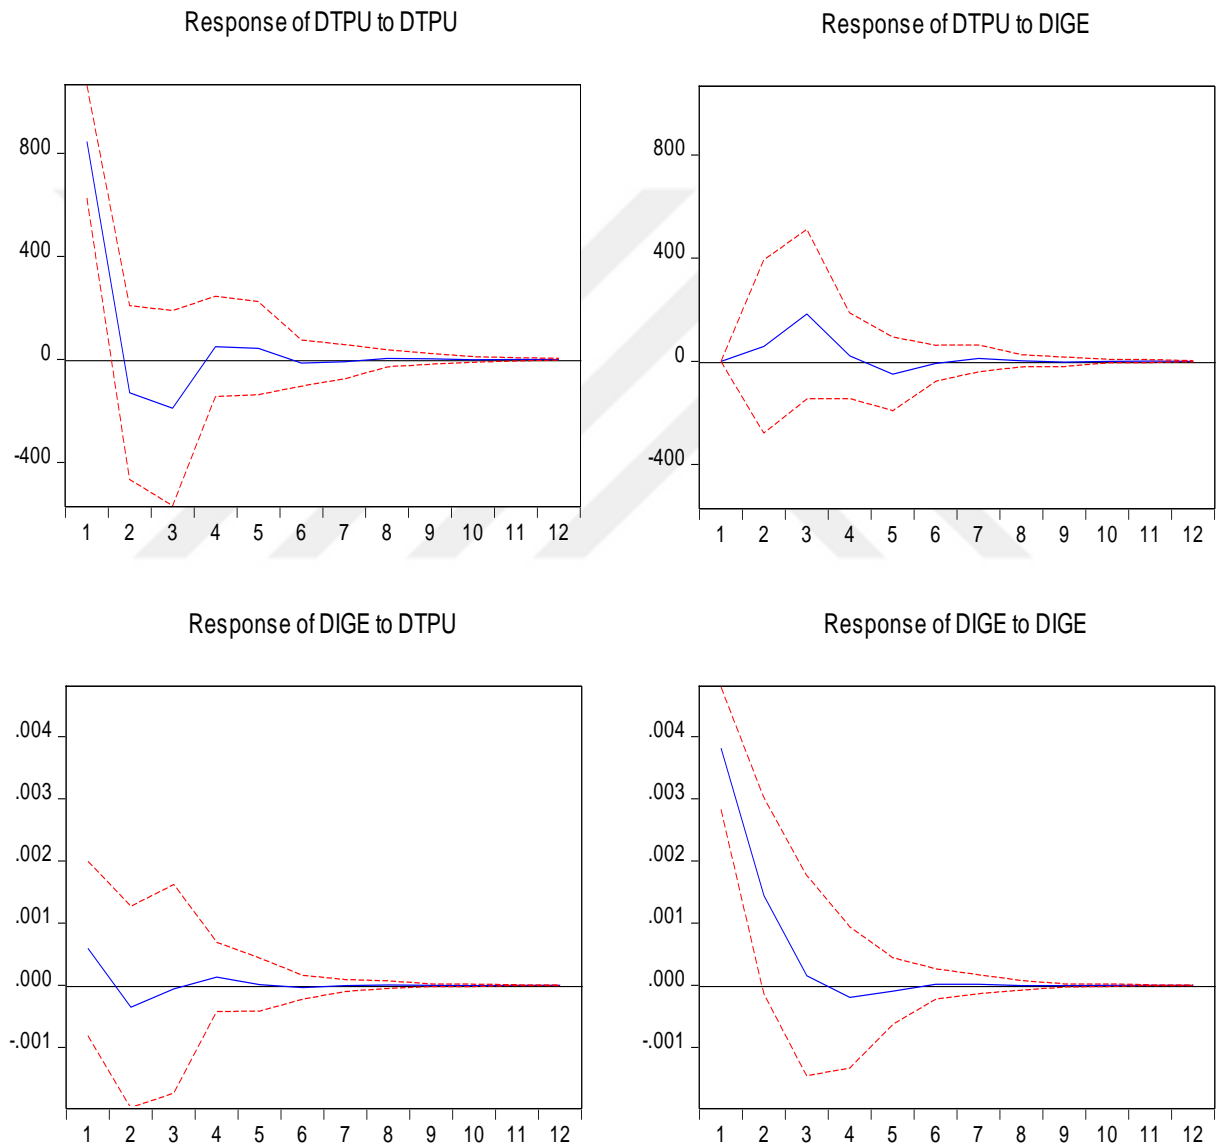 Response of DTPU to DTPU
Response of DTPU to DIGE
800
400
0
-400
1 2 3 4 5 6 7 8 9 10 11 12
800
400
0
-400
1 2 3 4 5 6 7 8 9 10 11 12
Response of DIGE to DTPU
Response of DIGE to DIGE
.004
.003
.002
.001
.000
-.001
1 2 3 4 5 6 7 8 9 10 11 12
.004
.003
.002
.001
.000
-.001
1 2 3 4 5 6 7 8 9 10 11 12